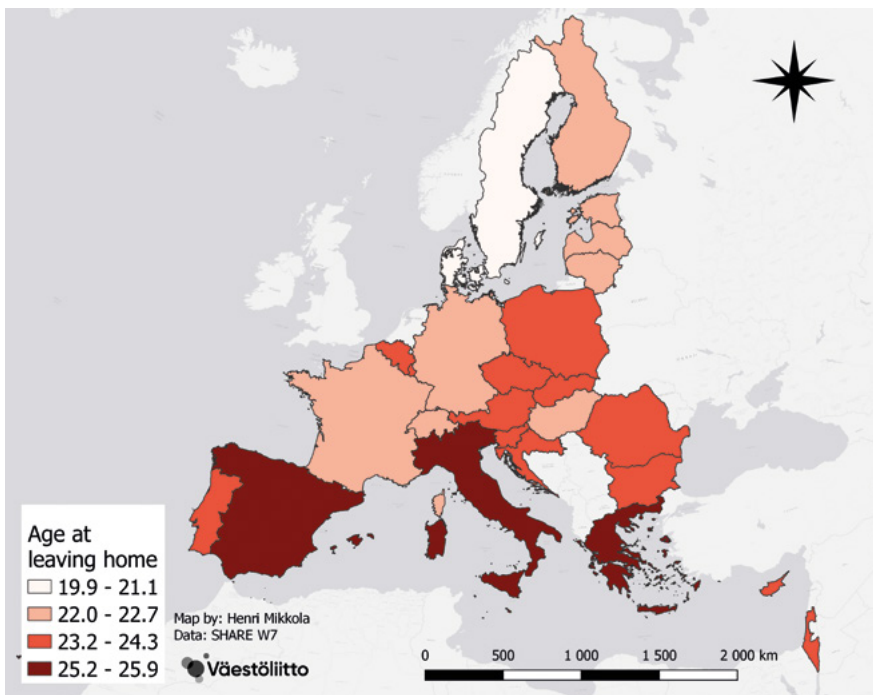 Age at
leaving home
19.9 - 21.1
22.0 - 22.7
23.2 - 24.3
25.2 - 25.9
Map by: Henri Mikkola
Data: SHARE W7
Väestöliitto
0 500 1 000 1 500 2 000 km